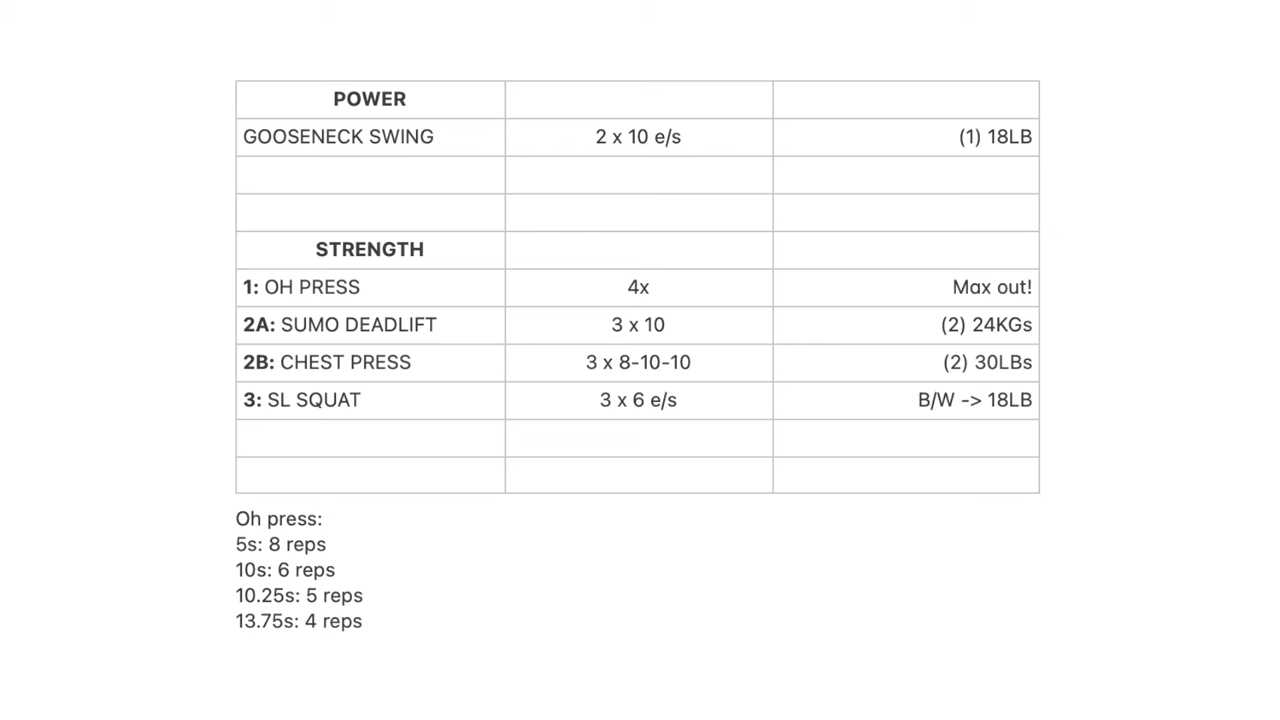 POWER
GOOSENECK SWING 2 x 10 e/s (1) 18LB
STRENGTH
1: OH PRESS 4x Max out!
2A: SUMO DEADLIFT 3 x 10 (2) 24KGs
2B: CHEST PRESS 3 x 8-10-10 (2) 30LBs
3: SL SQUAT 3 x 6 e/s B/W -> 18LB
Oh press:
5s: 8 reps
10s: 6 reps
10.25s: 5 reps
13.75s: 4 reps